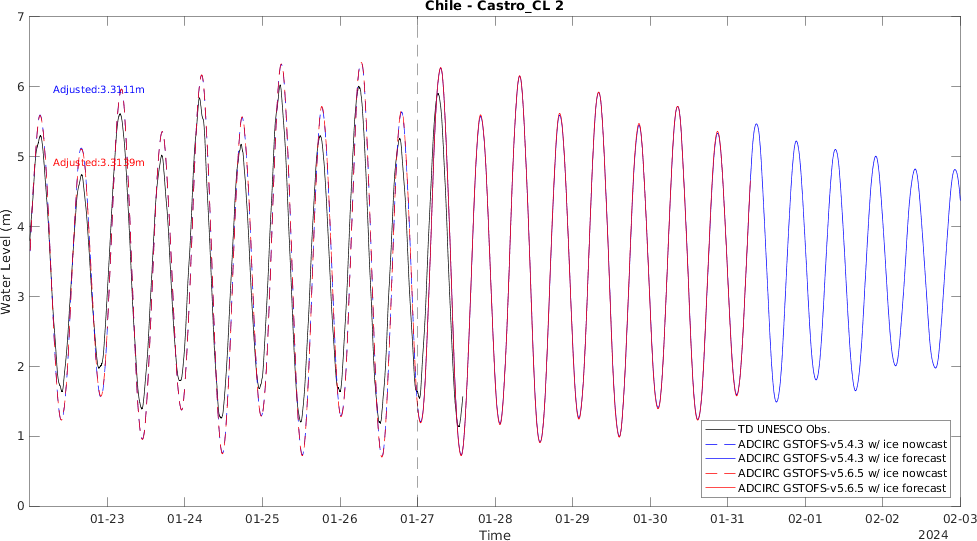 Chile - Castro_CL 2
7
6
5
4
3
2
1
0
Water Level (m)
Adjusted:3.3111m
Adjusted:3.3139m
TD UNESCO Obs.
ADCIRC GSTOFS-v5.4.3 w/ ice nowcast
ADCIRC GSTOFS-v5.4.3 w/ ice forecast
ADCIRC GSTOFS-v5.6.5 w/ ice nowcast
ADCIRC GSTOFS-v5.6.5 w/ ice forecast
01-23 01-24 01-25 01-26 01-27 01-28 01-29 01-30 01-31 02-01 02-02 02-03
Time
2024